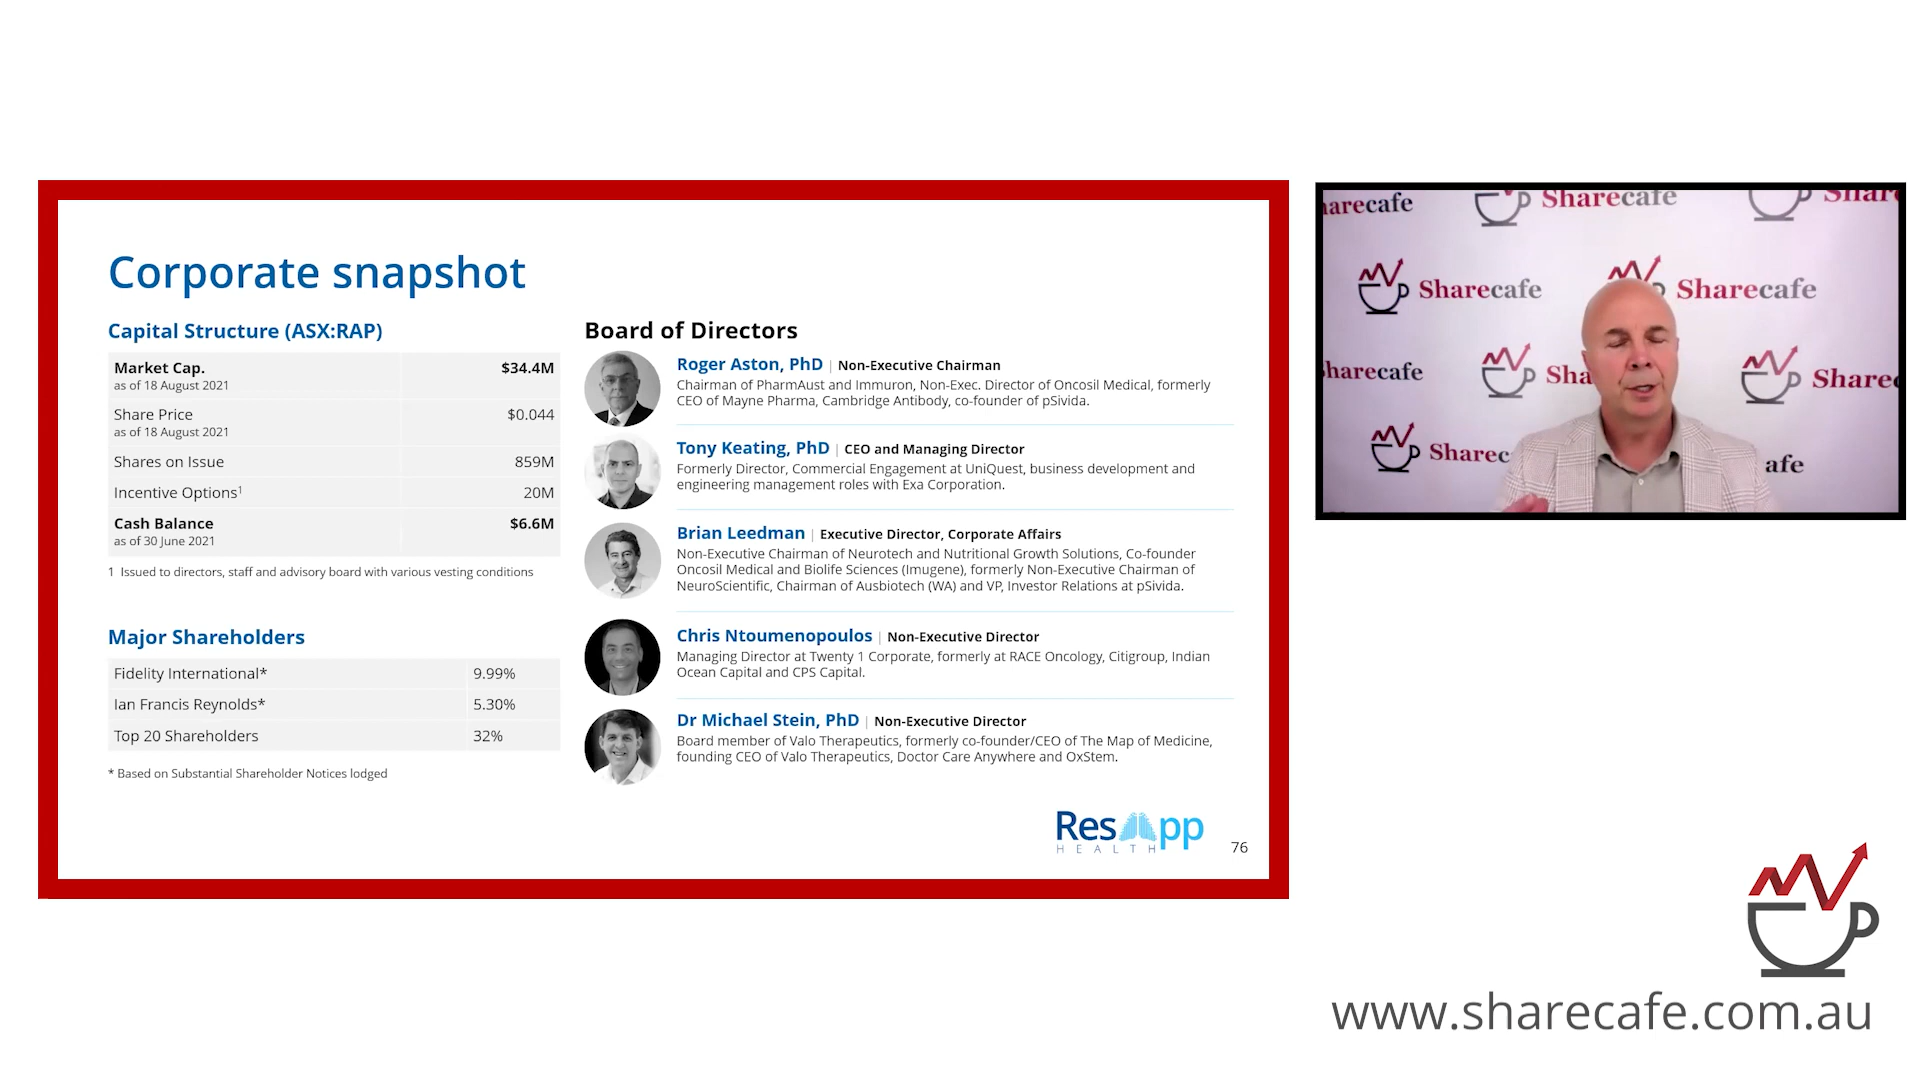 Corporate snapshot
Capital Structure (ASX:RAP)
Market Cap. $34.4M
as of 18 August 2021
Share Price $0.044
as of 18 August 2021
Shares on Issue 859M
Incentive Options1 20M
Cash Balance $6.6M
as of 30 June 2021
1 Issued to directors, staff and advisory board with various vesting conditions
Major Shareholders
Fidelity International* 9.99%
Ian Francis Reynolds* 5.30%
Top 20 Shareholders 32%
* Based on Substantial Shareholder Notices lodged
Board of Directors
Roger Aston, PhD | Non-Executive Chairman
Chairman of PharmAust and Immuron, Non-Exec. Director of Oncosil Medical, formerly
CEO of Mayne Pharma, Cambridge Antibody, co-founder of pSivida.
Tony Keating, PhD | CEO and Managing Director
Formerly Director, Commercial Engagement at UniQuest, business development and
engineering management roles with Exa Corporation.
Brian Leedman | Executive Director, Corporate Affairs
Non-Executive Chairman of Neurotech and Nutritional Growth Solutions, Co-founder
Oncosil Medical and Biolife Sciences (Imugene), formerly Non-Executive Chairman of
NeuroScientific, Chairman of Ausbiotech (WA) and VP, Investor Relations at pSivida.
Chris Ntoumenopoulos | Non-Executive Director
Managing Director at Twenty 1 Corporate, formerly at RACE Oncology, Citigroup, Indian
Ocean Capital and CPS Capital.
Dr Michael Stein, PhD | Non-Executive Director
Board member of Valo Therapeutics, formerly co-founder/CEO of The Map of Medicine,
founding CEO of Valo Therapeutics, Doctor Care Anywhere and OxStem.
ResApp
HEALTH
76
arecafe Sharecafe Share
Sharecafe Sharecafe
harecafe Sha Sharec
Sharec afe
www.sharecafe.com.au